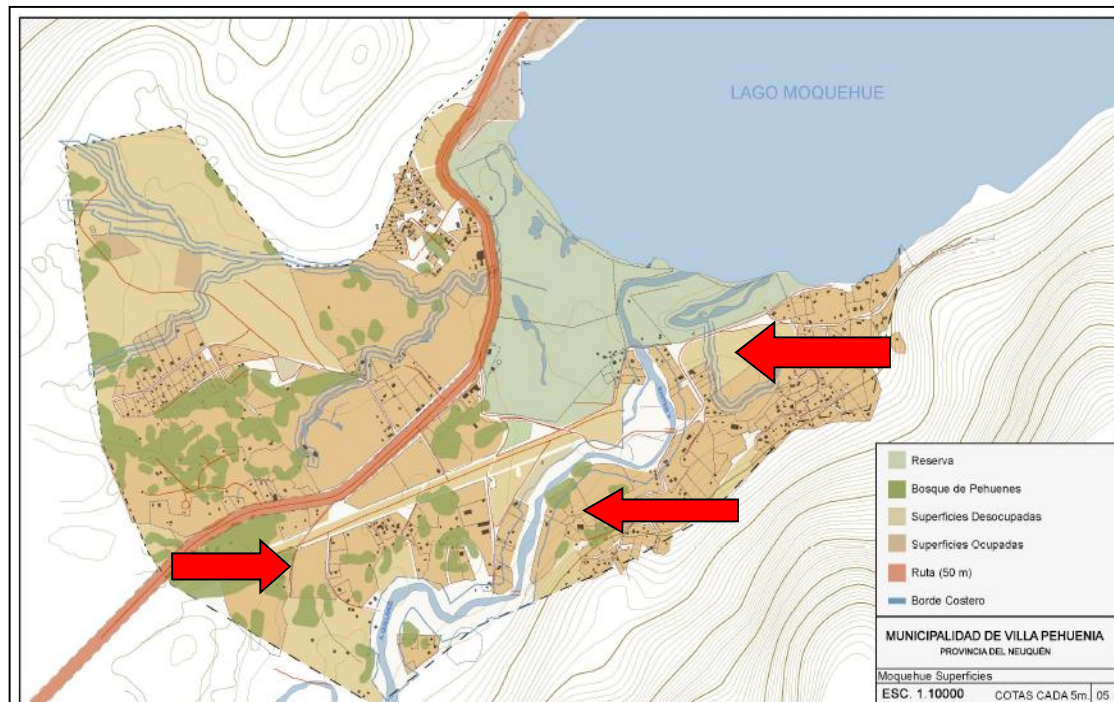 LAGO MOQUEHUE
Reserva
Bosque de Pehuenes
Superficies Desocupadas
Superficies Ocupadas
Ruta (50 m)
Borde Costero
MUNICIPALIDAD DE VILLA PEHUENIA
PROVINCIA DEL NEUQUÉN
Moquehue Superficies
ESC. 1.10000 COTAS CADA 5m. 05